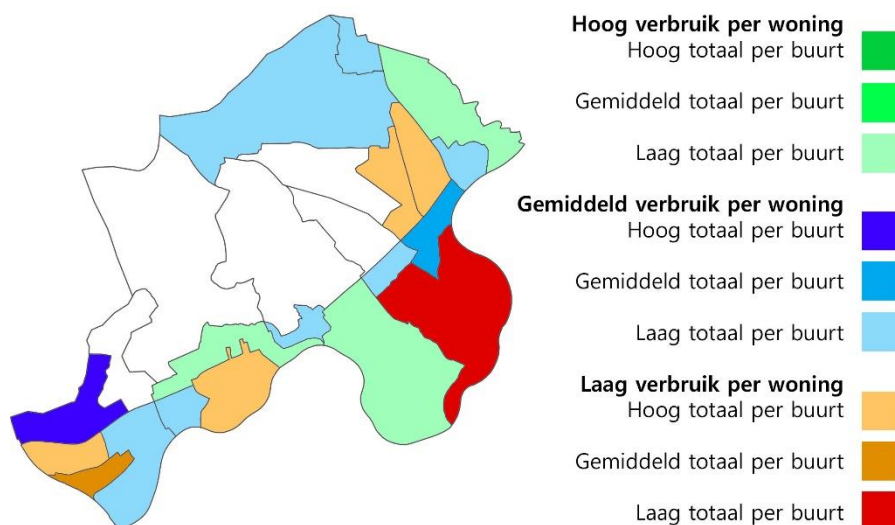 Hoog verbruik per woning
Hoog totaal per buurt
Gemiddeld totaal per buurt
Laag totaal per buurt
Gemiddeld verbruik per woning
Hoog totaal per buurt
Gemiddeld totaal per buurt
Laag totaal per buurt
Laag verbruik per woning
Hoog totaal per buurt
Gemiddeld totaal per buurt
Laag totaal per buurt